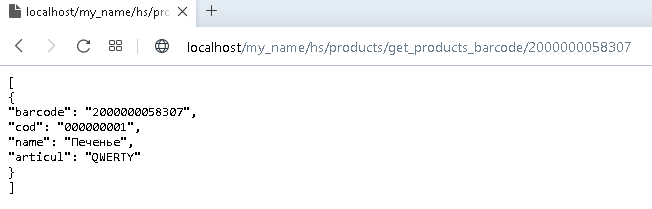 localhost/my_name/hs/pro
localhost/my_name/hs/products/get_products_barcode/2000000058307
[
{
"barcode": "2000000058307",
"cod": "000000001",
"name": "Печенье",
"articul": "QWERTY"
}
]